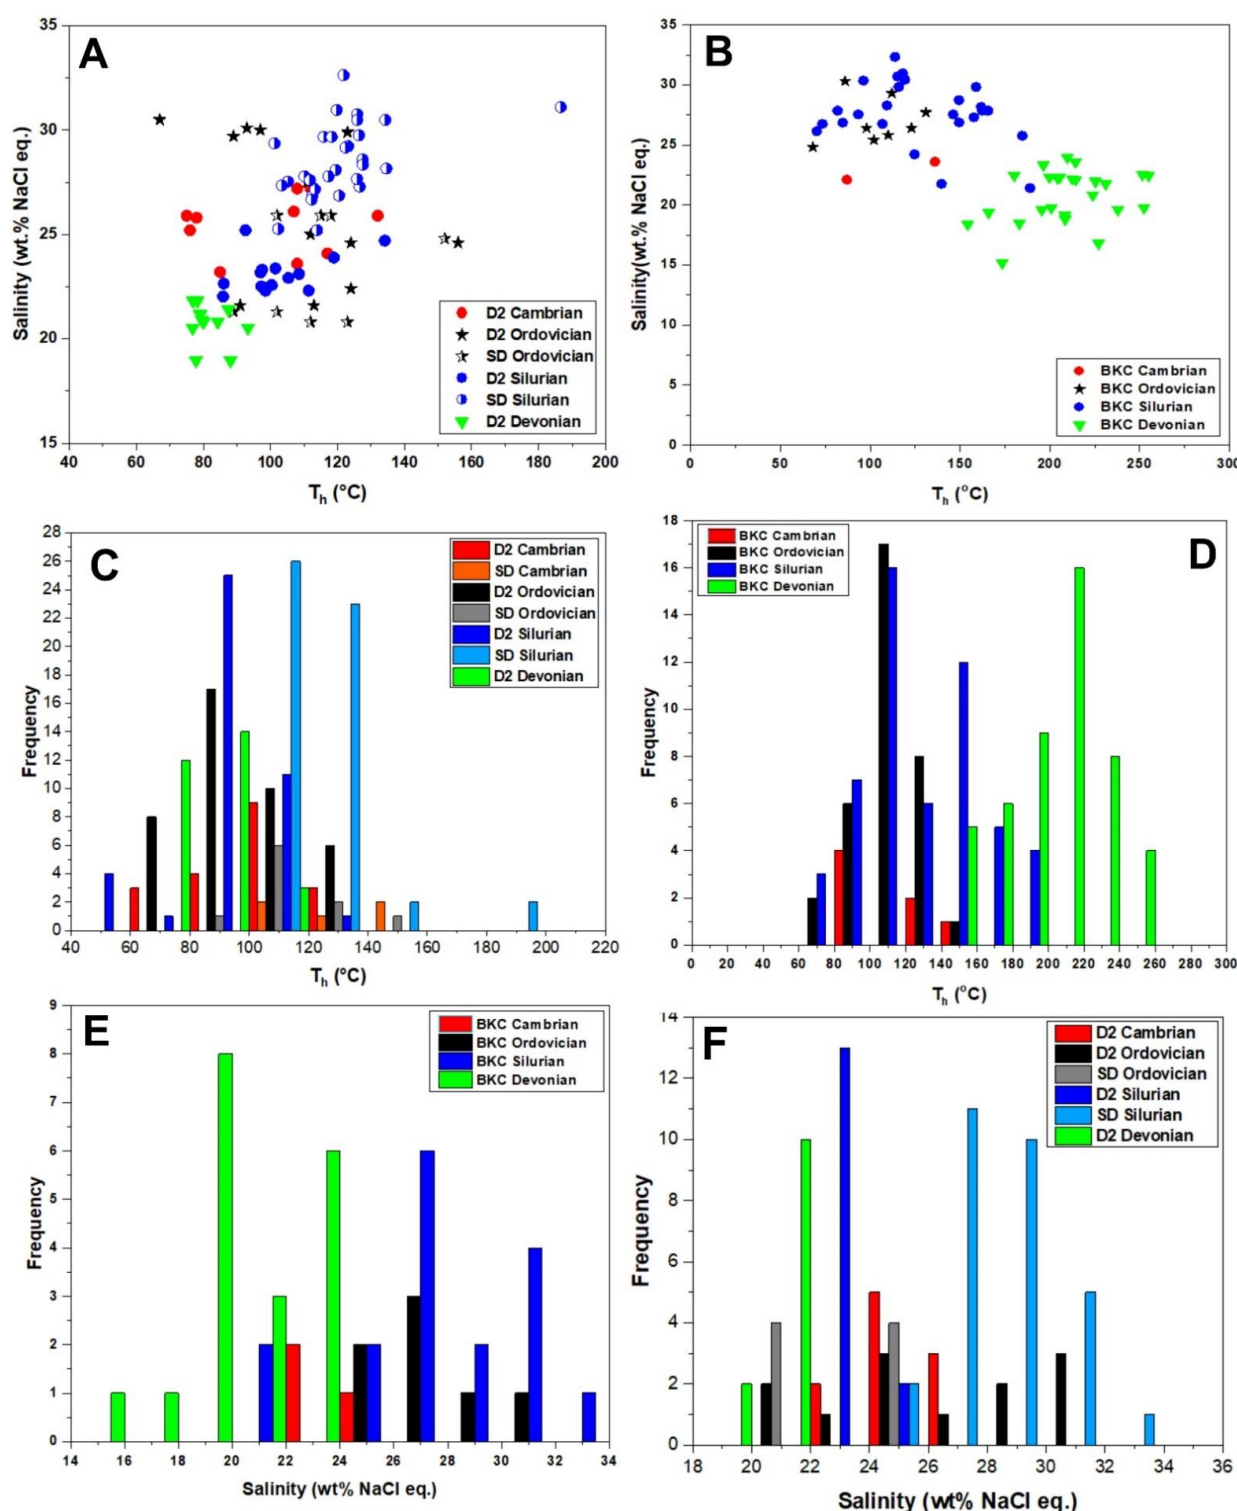 A
35
30
25
20
15
Salinity (wt.% NaCl eq.)
D2 Cambrian
D2 Ordovician
SD Ordovician
D2 Silurian
SD Silurian
D2 Devonian
40 60 80 100 120 140 160 180 200
Th (°C)
B
35
30
25
20
15
10
5
0
Salinity(wt.% NaCl eq.)
BKC Cambrian
BKC Ordovician
BKC Silurian
BKC Devonian
0 50 100 150 200 250 300
Th (°C)
C
28
26
24
22
20
18
16
14
12
10
8
6
4
2
0
Frequency
D2 Cambrian
SD Cambrian
D2 Ordovician
SD Ordovician
D2 Silurian
SD Silurian
D2 Devonian
40 60 80 100 120 140 160 180 200 220
Th (°C)
D
18
16
14
12
10
8
6
4
2
0
Frequency
BKC Cambrian
BKC Ordovician
BKC Silurian
BKC Devonian
0 20 40 60 80 100 120 140 160 180 200 220 240 260 280 300
Th (°C)
E
9
8
7
6
5
4
3
2
1
0
Frequency
BKC Cambrian
BKC Ordovician
BKC Silurian
BKC Devonian
14 16 18 20 22 24 26 28 30 32 34
Salinity (wt% NaCl eq.)
F
14
12
10
8
6
4
2
0
Frequency
D2 Cambrian
D2 Ordovician
SD Ordovician
D2 Silurian
SD Silurian
D2 Devonian
18 20 22 24 26 28 30 32 34 36
Salinity (wt% NaCl eq.)